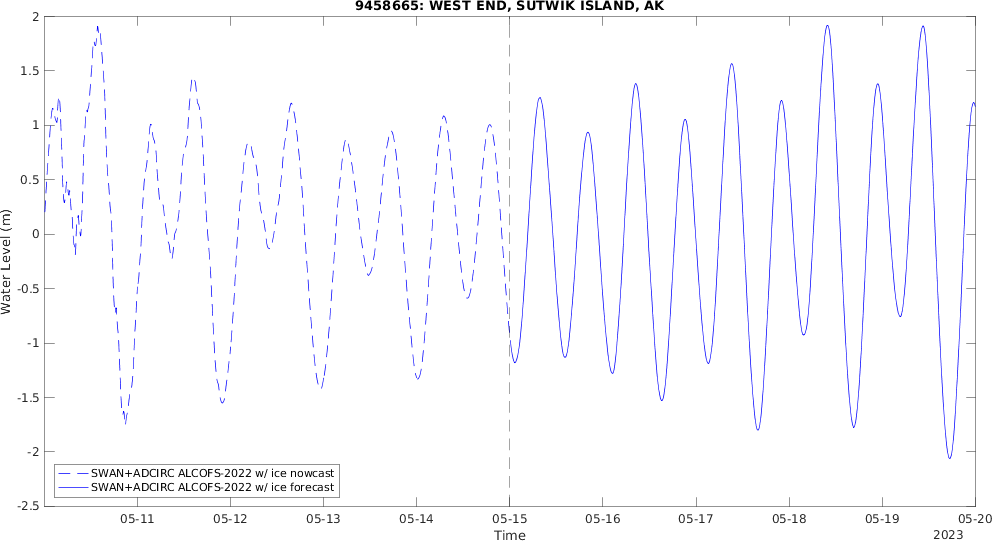 9458665: WEST END, SUTWIK ISLAND, AK
2
1.5
1
0.5
0
-0.5
-1
-1.5
-2
-2.5
Water Level (m)
SWAN+ADCIRC ALCOFS-2022 w/ ice nowcast
SWAN+ADCIRC ALCOFS-2022 w/ ice forecast
05-11 05-12 05-13 05-14 05-15 05-16 05-17 05-18 05-19 05-20
Time
2023